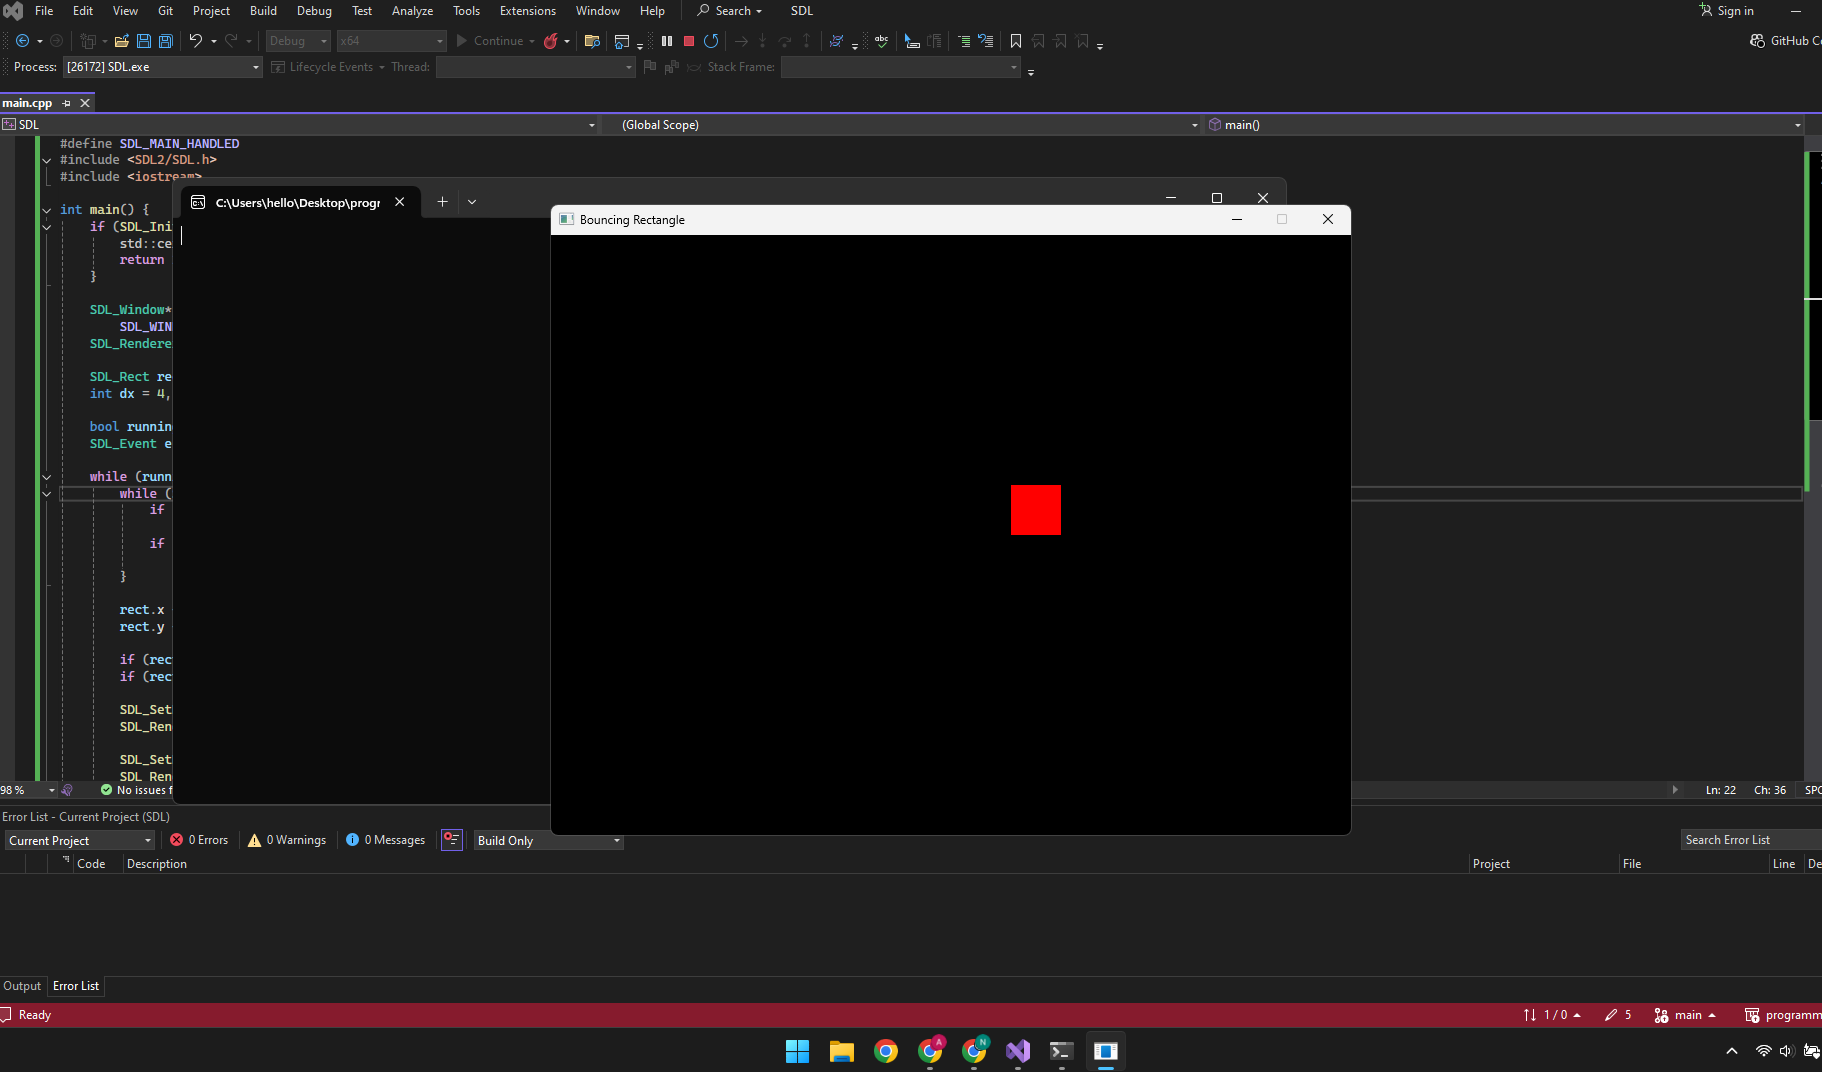 File Edit View Git Project Build Debug Test Analyze Tools Extensions Window Help Search SDL Sign in
Debug x64 Continue abc GitHub Co
Process: [26172] SDL.exe Lifecycle Events Thread: Stack Frame:
main.cpp
SDL (Global Scope) main()
#define SDL_MAIN_HANDLED
#include <SDL2/SDL.h>
#include <iostream>
C:\Users\hello\Desktop\progr
Bouncing Rectangle
int main() {
if (SDL_Ini
std::ce
return
}
SDL_Window*
SDL_WIN
SDL_Rendere
SDL_Rect re
int dx = 4,
bool running
SDL_Event e
while (runn
while (
if
if
}
rect.x
rect.y
if (rec
if (rec
SDL_Set
SDL_Ren
SDL_Set
SDL_Ren
98 % No issues f Ln: 22 Ch: 36 SPC
Error List - Current Project (SDL)
Current Project 0 Errors 0 Warnings 0 Messages Build Only Search Error List
Code Description Project File Line De
Output Error List
Ready 1 / 0 5 main programm
A N